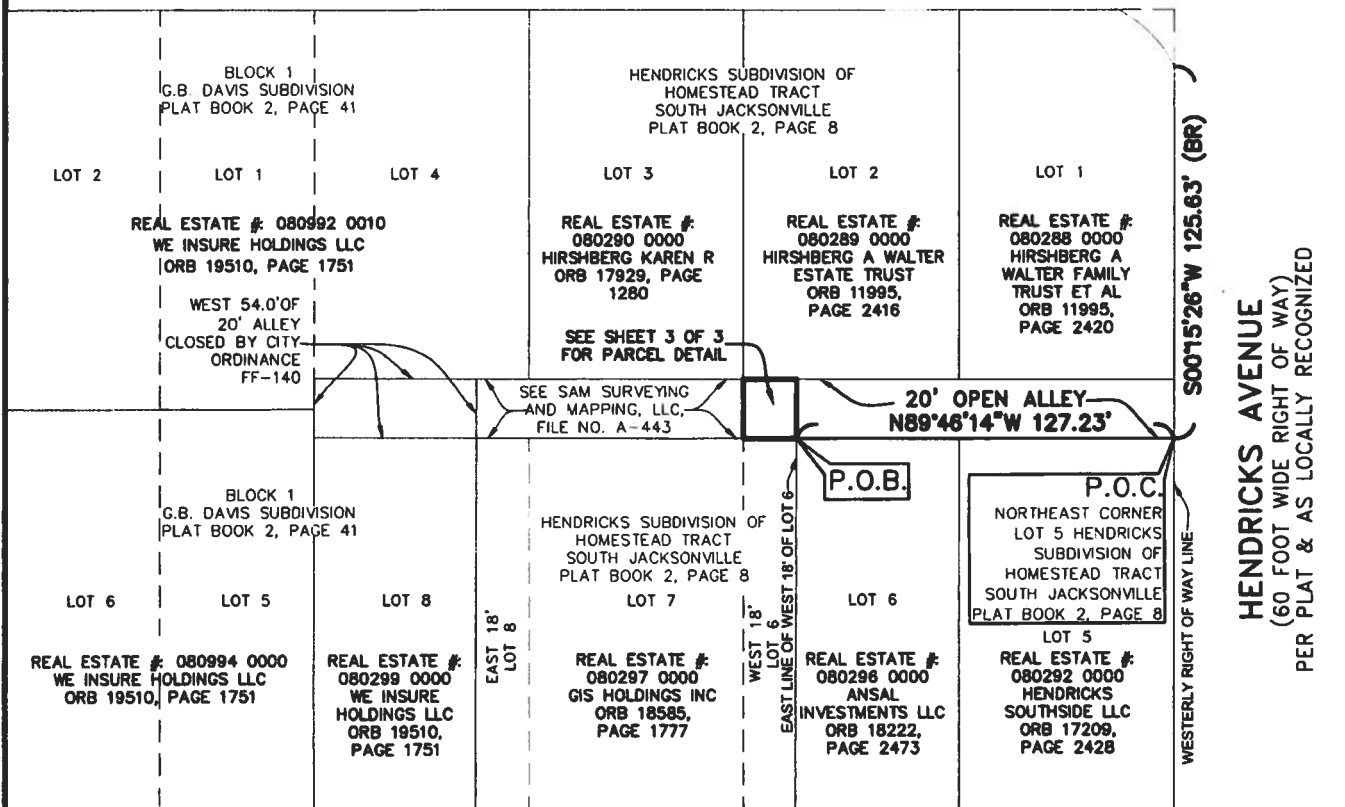 BLOCK 1
G.B. DAVIS SUBDIVISION
PLAT BOOK 2, PAGE 41
HENDRICKS SUBDIVISION OF
HOMESTEAD TRACT
SOUTH JACKSONVILLE
PLAT BOOK 2, PAGE 8
LOT 2
LOT 1
LOT 4
LOT 3
LOT 2
LOT 1
REAL ESTATE #: 080992 0010
WE INSURE HOLDINGS LLC
ORB 19510, PAGE 1751
REAL ESTATE #:
080290 0000
HIRSHBERG KAREN R
ORB 17929, PAGE
1280
REAL ESTATE #:
080289 0000
HIRSHBERG A WALTER
ESTATE TRUST
ORB 11995,
PAGE 2416
REAL ESTATE #:
080288 0000
HIRSHBERG A
WALTER FAMILY
TRUST ET AL
ORB 11995,
PAGE 2420
S00°15'26"W 125.63' (BR)
WEST 54.0'OF
20' ALLEY
CLOSED BY CITY
ORDINANCE
FF-140
SEE SHEET 3 OF 3
FOR PARCEL DETAIL
SEE SAM SURVEYING
AND MAPPING, LLC,
FILE NO. A-443
20' OPEN ALLEY
N89°46'14"W 127.23'
P.O.B.
P.O.C.
NORTHEAST CORNER
LOT 5 HENDRICKS
SUBDIVISION OF
HOMESTEAD TRACT
SOUTH JACKSONVILLE
PLAT BOOK 2, PAGE 8
BLOCK 1
G.B. DAVIS SUBDIVISION
PLAT BOOK 2, PAGE 41
HENDRICKS SUBDIVISION OF
HOMESTEAD TRACT
SOUTH JACKSONVILLE
PLAT BOOK 2, PAGE 8
LOT 6
LOT 5
LOT 8
LOT 7
LOT 6
LOT 5
REAL ESTATE #: 080994 0000
WE INSURE HOLDINGS LLC
ORB 19510, PAGE 1751
REAL ESTATE #:
080299 0000
WE INSURE
HOLDINGS LLC
ORB 19510,
PAGE 1751
EAST 18'
LOT 8
REAL ESTATE #:
080297 0000
GIS HOLDINGS INC
ORB 18585,
PAGE 1777
WEST 18'
LOT 6
EAST LINE OF WEST 18' OF LOT 6
REAL ESTATE #:
080296 0000
ANSAL
INVESTMENTS LLC
ORB 18222,
PAGE 2473
REAL ESTATE #:
080292 0000
HENDRICKS
SOUTHSIDE LLC
ORB 17209,
PAGE 2428
WESTERLY RIGHT OF WAY LINE
HENDRICKS AVENUE
(60 FOOT WIDE RIGHT OF WAY)
PER PLAT & AS LOCALLY RECOGNIZED